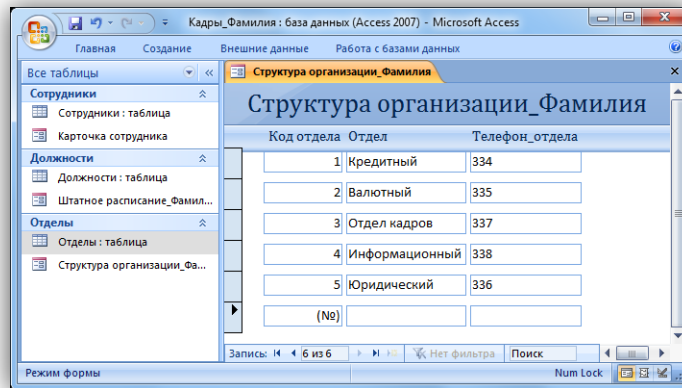 Кадры_Фамилия : база данных (Access 2007) - Microsoft Access
Главная Создание Внешние данные Работа с базами данных
Все таблицы
Сотрудники
Сотрудники : таблица
Карточка сотрудника
Должности
Должности : таблица
Штатное расписание_Фамил...
Отделы
Отделы : таблица
Структура организации_Фа...
Структура организации_Фамилия
Структура организации_Фамилия
Код отдела Отдел Телефон_отдела
1 Кредитный 334
2 Валютный 335
3 Отдел кадров 337
4 Информационный 338
5 Юридический 336
(№)
Запись: 6 из 6 Нет фильтра Поиск
Режим формы Num Lock